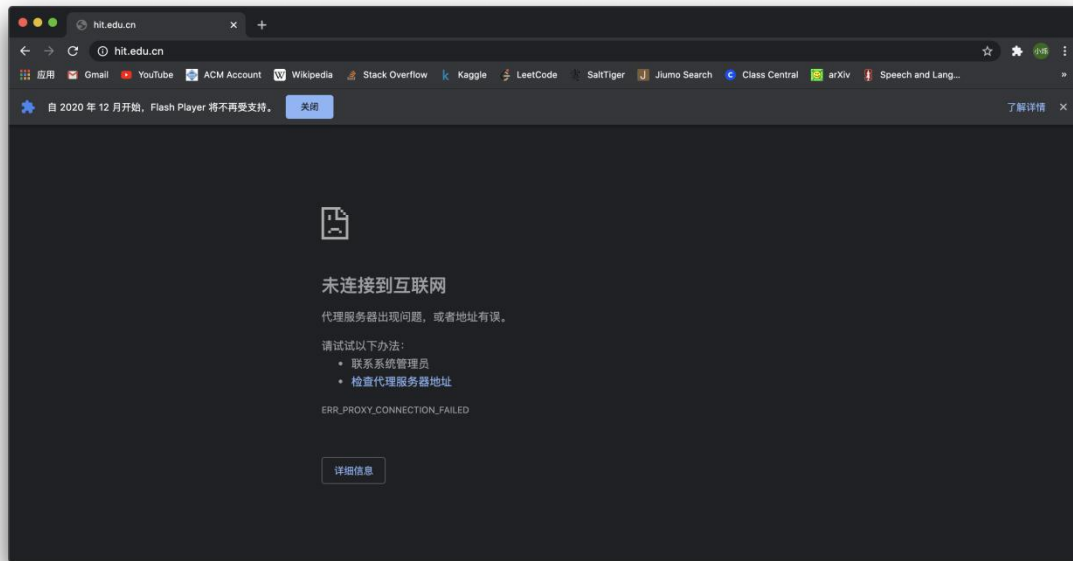 hit.edu.cn
hit.edu.cn 小炼
应用 Gmail YouTube ACM Account Wikipedia Stack Overflow Kaggle LeetCode SaltTiger Jiumo Search Class Central arXiv Speech and Lang... »
自 2020 年 12 月开始，Flash Player 将不再受支持。 关闭 了解详情
未连接到互联网
代理服务器出现问题，或者地址有误。
请试试以下办法：
• 联系系统管理员
• 检查代理服务器地址
ERR_PROXY_CONNECTION_FAILED
详细信息